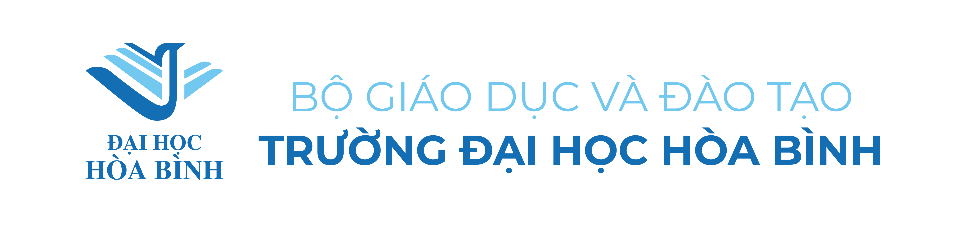 ĐẠI HỌC
HÒA BÌNH
BỘ GIÁO DỤC VÀ ĐÀO TẠO
TRƯỜNG ĐẠI HỌC HÒA BÌNH